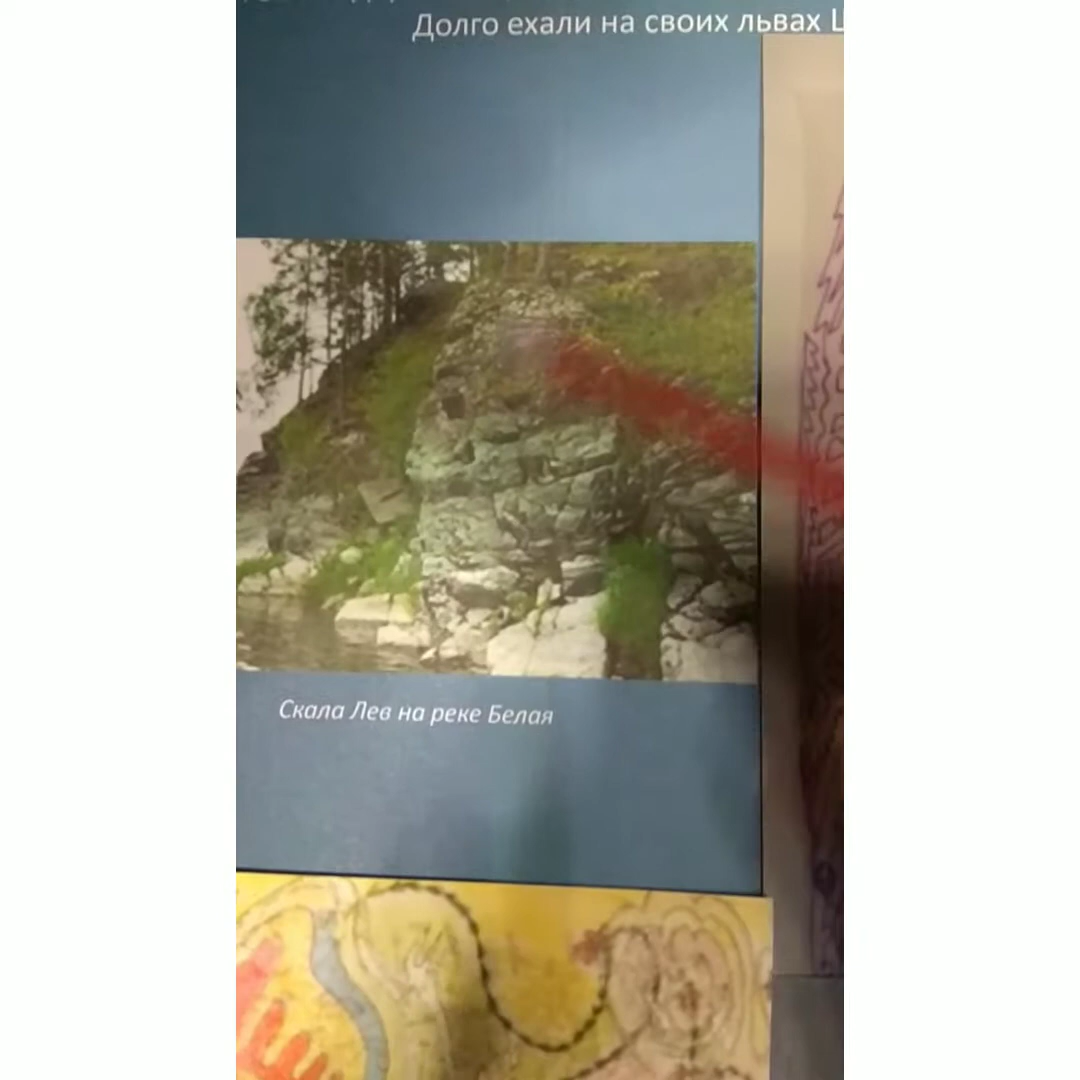 Долго ехали на своих львах
Скала Лев на реке Белая